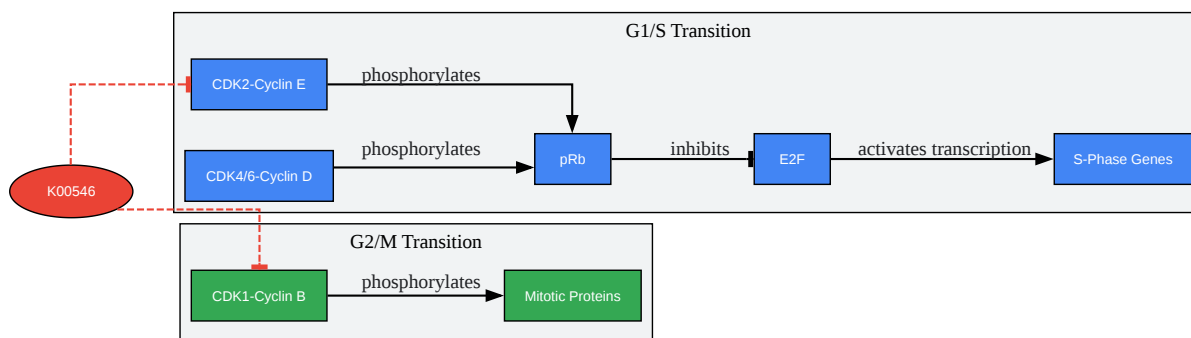 G1/S Transition
CDK2-Cyclin E
phosphorylates
CDK4/6-Cyclin D
phosphorylates
pRb
inhibits
E2F
activates transcription
S-Phase Genes
K00546
G2/M Transition
CDK1-Cyclin B
phosphorylates
Mitotic Proteins